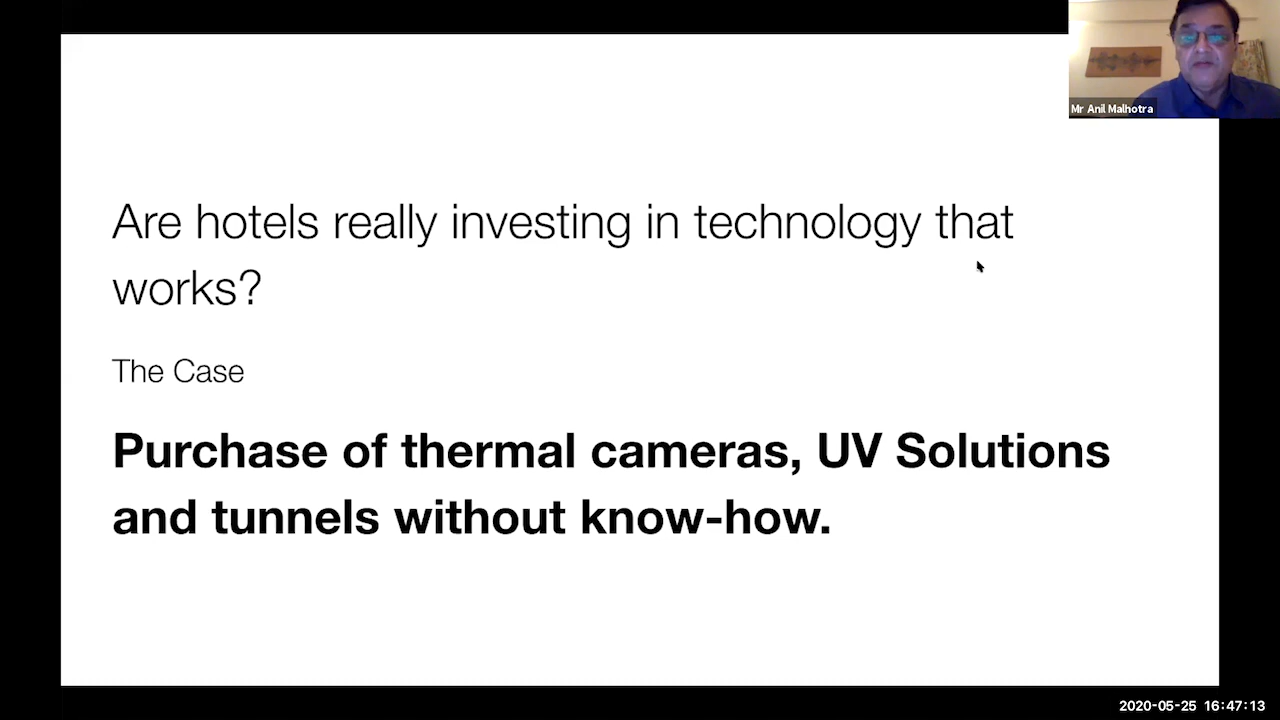 Mr Anil Malhotra
Are hotels really investing in technology that
works?
The Case
Purchase of thermal cameras, UV Solutions
and tunnels without know-how.
2020-05-25 16:47:13